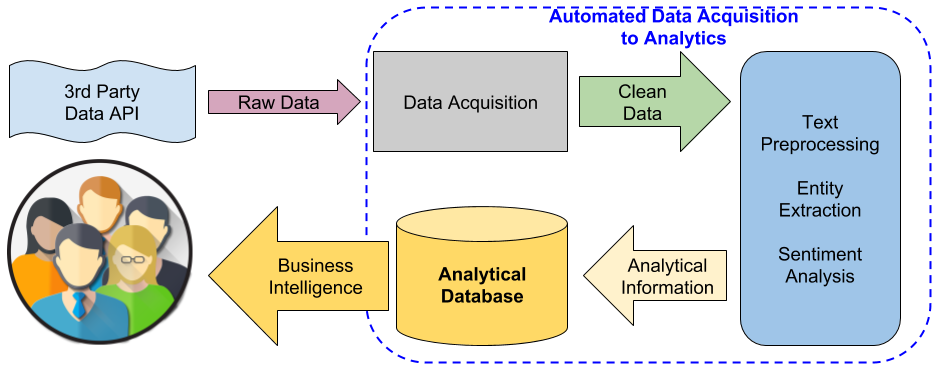 Automated Data Acquisition
to Analytics
3rd Party
Data API
Raw Data
Data Acquisition
Clean
Data
Text
Preprocessing
Entity
Extraction
Sentiment
Analysis
Analytical
Information
Analytical
Database
Business
Intelligence